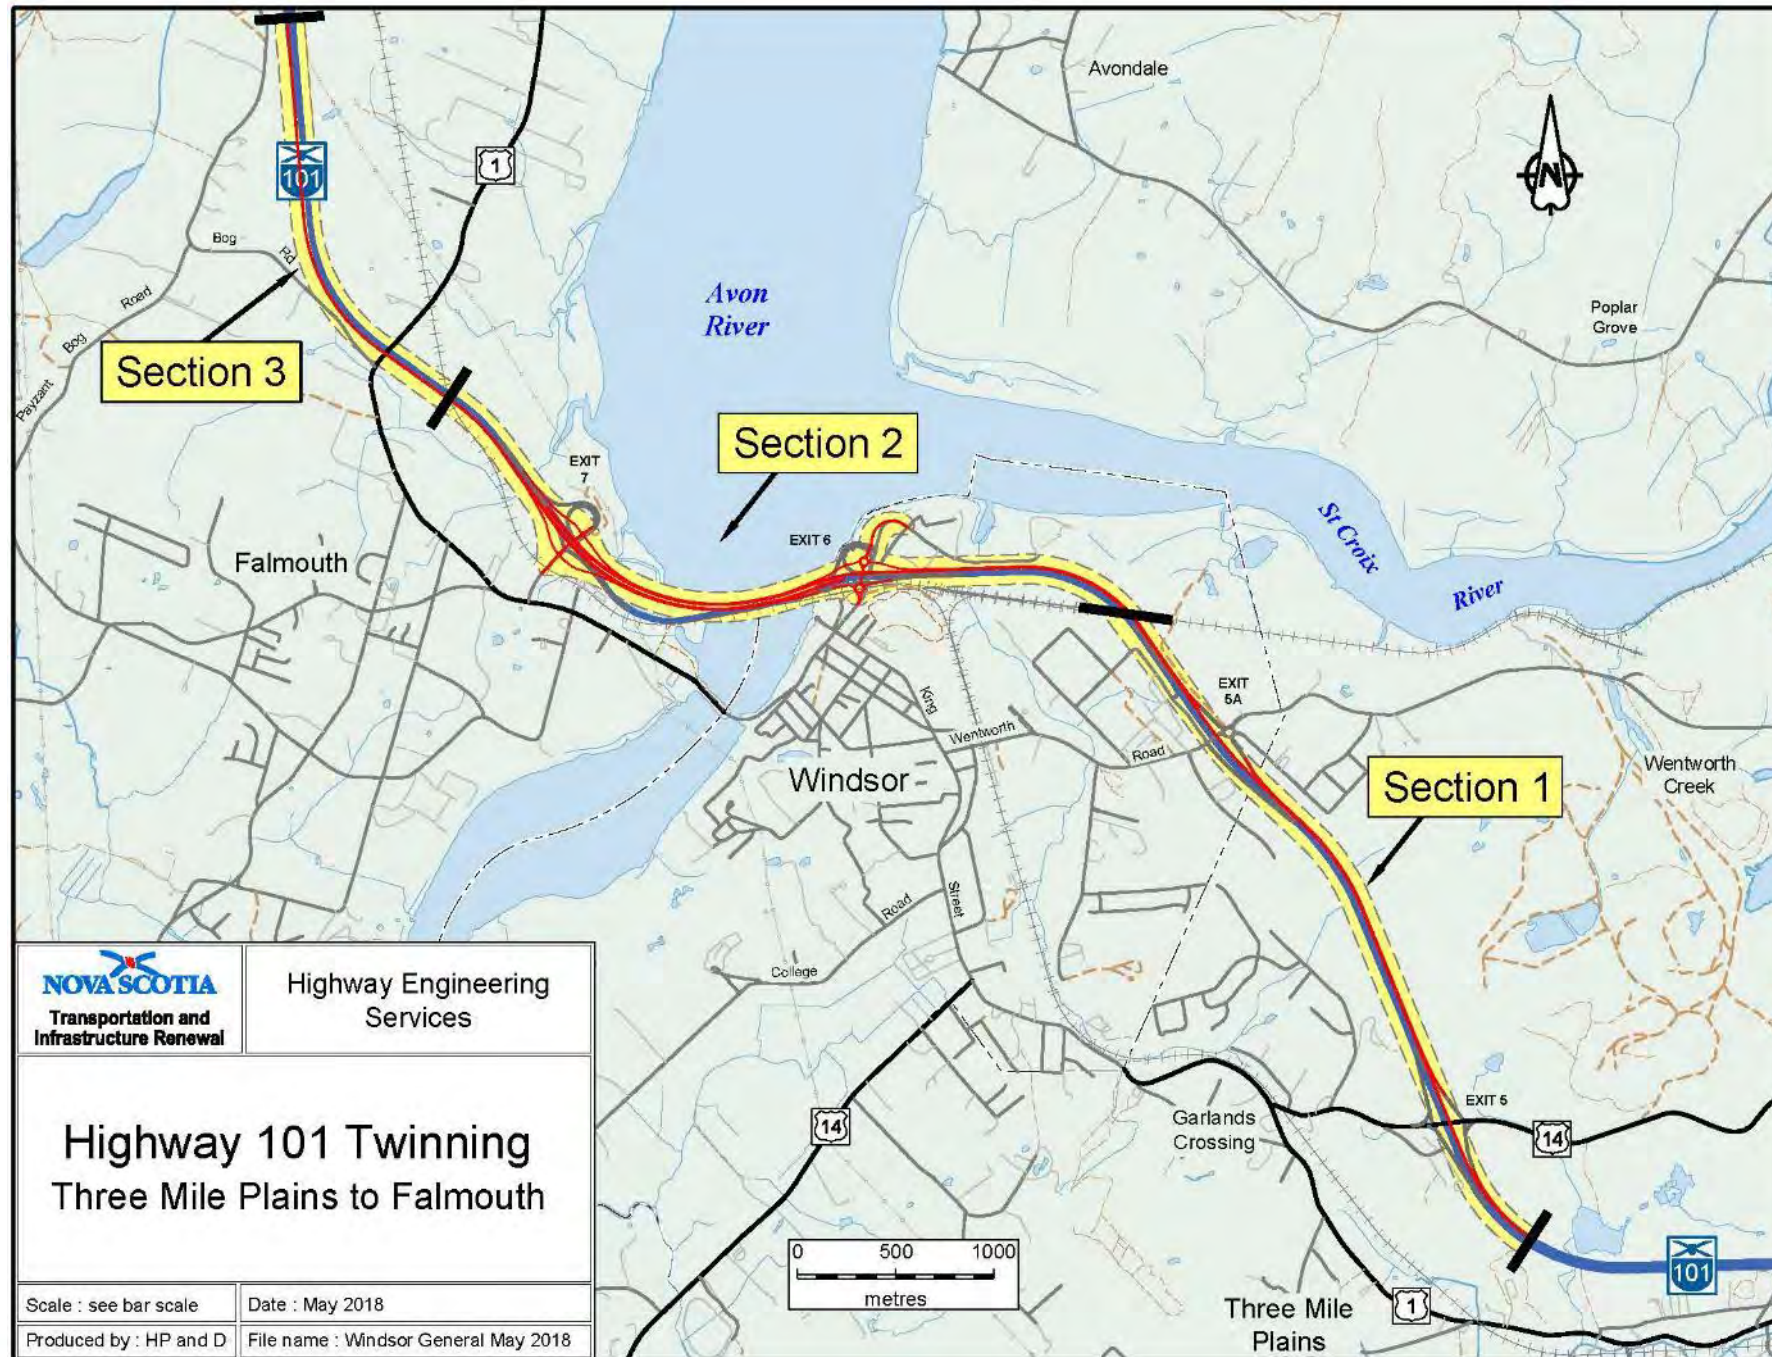 Avondale
N
101
1
Bog
Rd
Bog
Road
Payzant
Avon
River
Poplar
Grove
Section 3
Section 2
EXIT
7
EXIT 6
St Croix
River
Falmouth
EXIT
5A
King
Wentworth
Road
Wentworth
Creek
Windsor
Section 1
Road
Street
College
NOVA SCOTIA
Transportation and
Infrastructure Renewal
Highway Engineering
Services
Highway 101 Twinning
Three Mile Plains to Falmouth
Scale : see bar scale
Date : May 2018
Produced by : HP and D
File name : Windsor General May 2018
14
Garlands
Crossing
EXIT 5
14
0 500 1000
metres
101
Three Mile
Plains
1